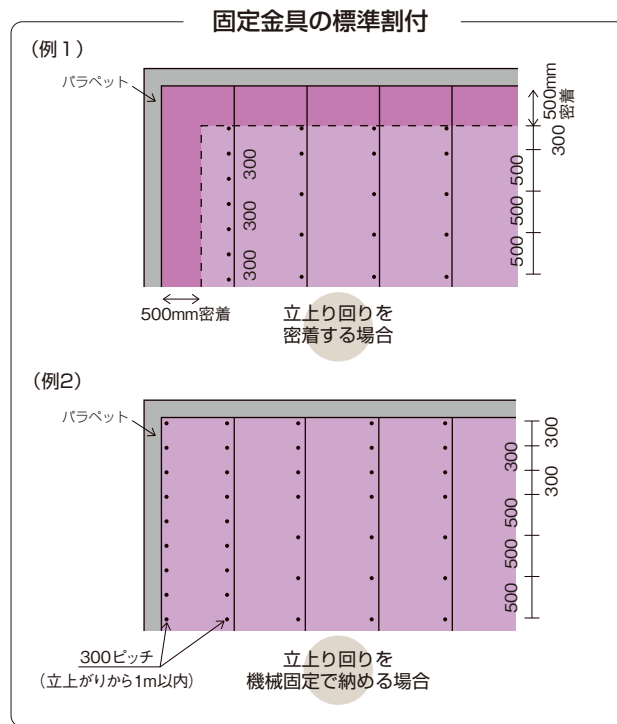 固定金具の標準割付
(例1)
パラペット
500mm
密着
300
500
500
500
300
300
300
500mm密着
立上り回りを
密着する場合
(例2)
パラペット
300
300
300
500
500
500
300ピッチ
(立上がりから1m以内)
立上り回りを
機械固定で納める場合